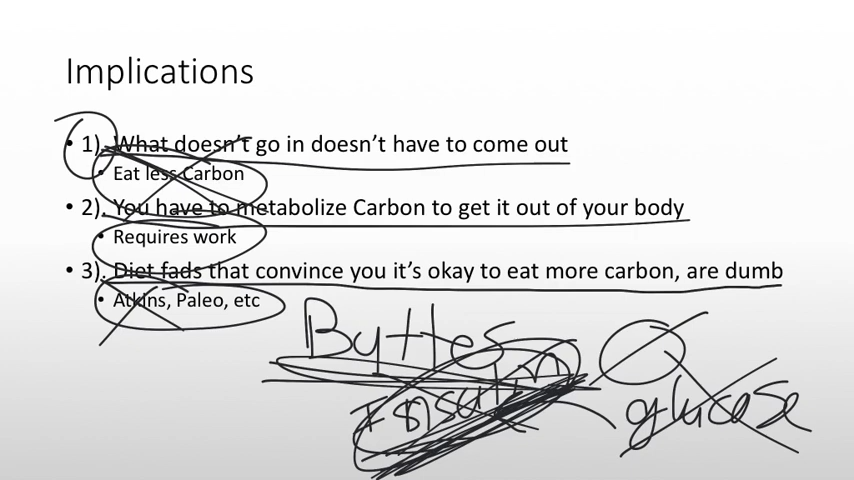 Implications
• 1). What doesn't go in doesn't have to come out
• Eat less Carbon
• 2). You have to metabolize Carbon to get it out of your body
• Requires work
• 3). Diet fads that convince you it's okay to eat more carbon, are dumb
• Atkins, Paleo, etc
Byttes
Insulin
glucose